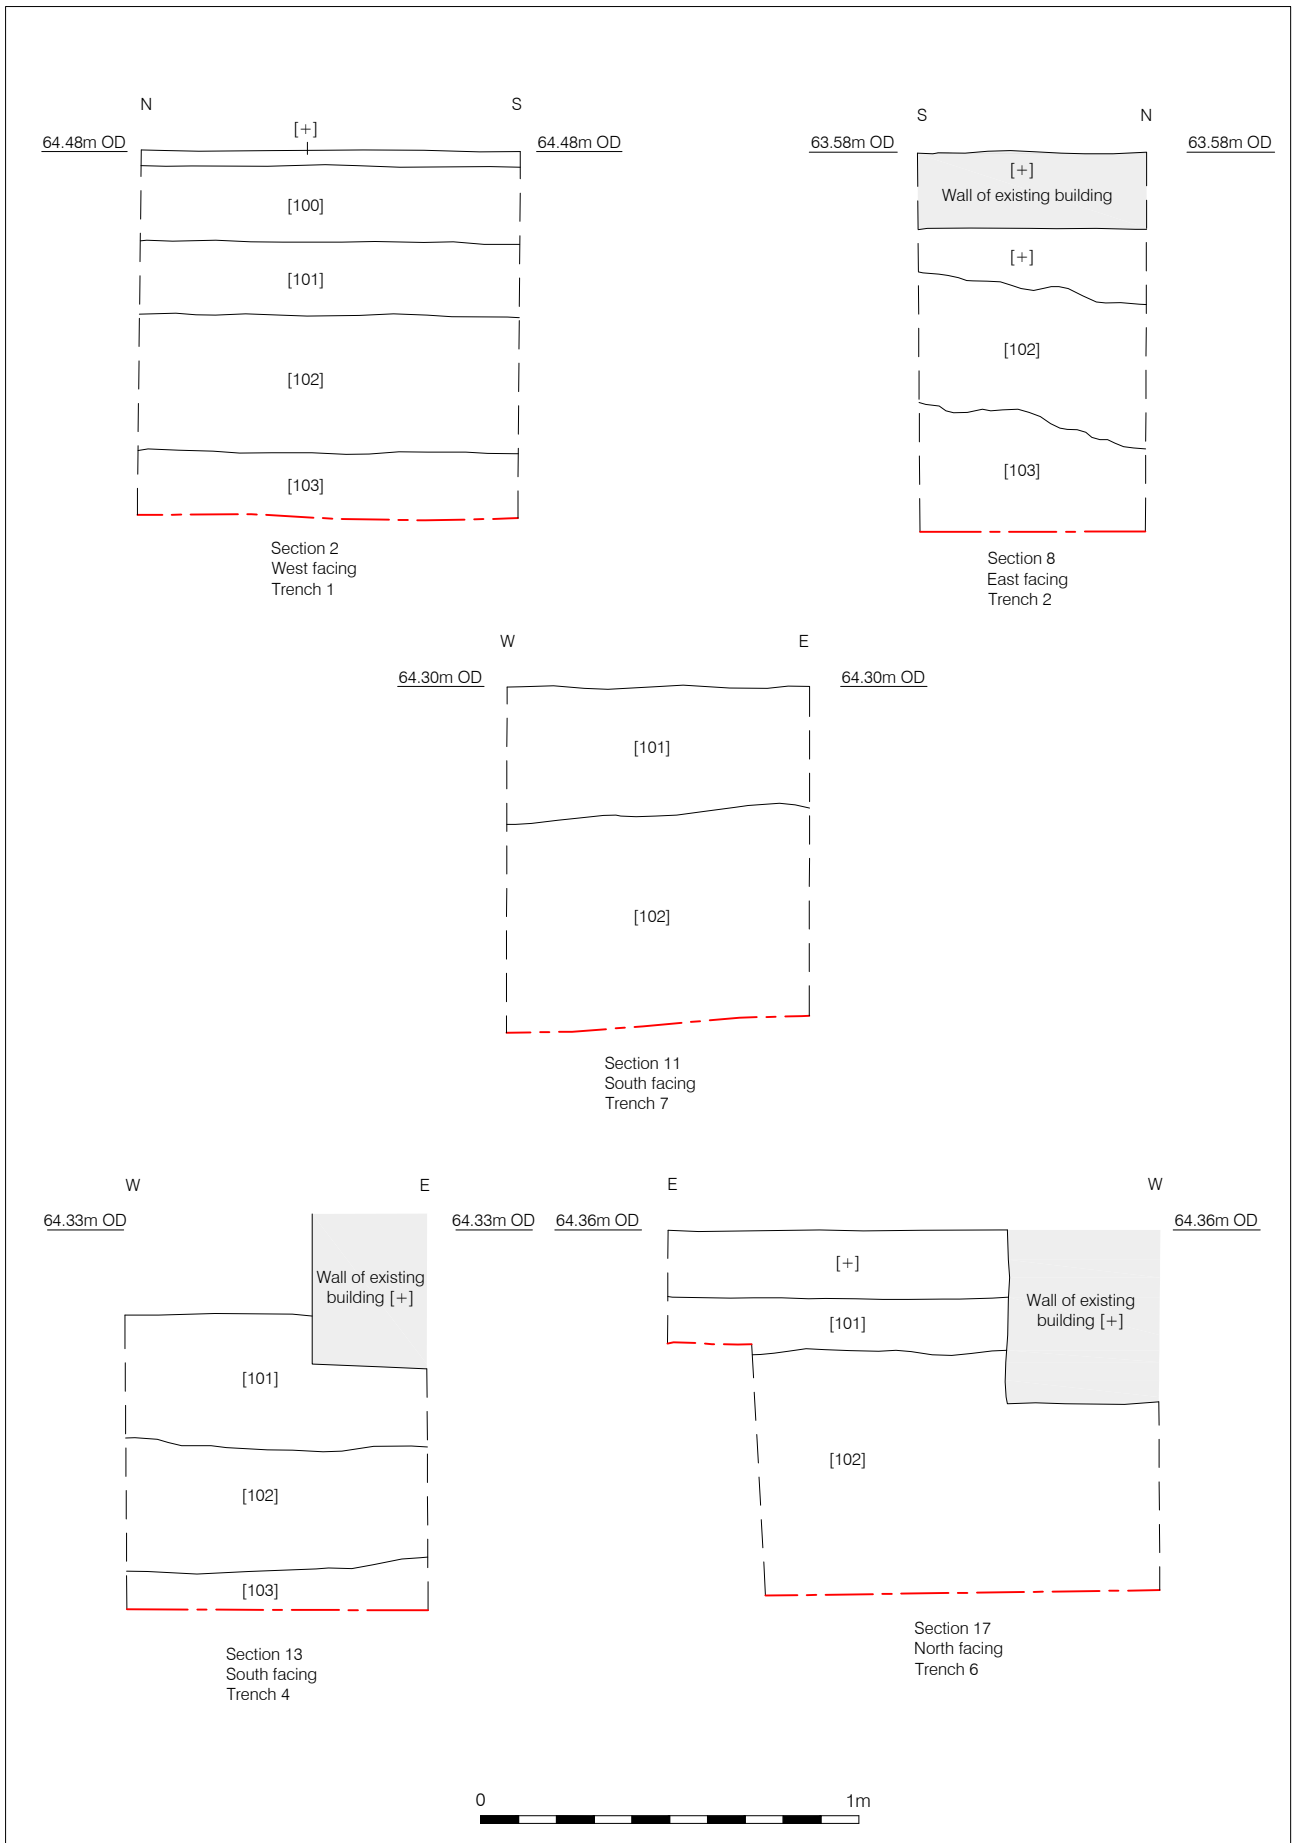 N
S
[+]
64.48m OD
64.48m OD
[100]
[101]
[102]
[103]
Section 2
West facing
Trench 1
S
N
63.58m OD
63.58m OD
[+]
Wall of existing building
[+]
[102]
[103]
Section 8
East facing
Trench 2
W
E
64.30m OD
64.30m OD
[101]
[102]
Section 11
South facing
Trench 7
W
E
64.33m OD
64.33m OD
Wall of existing
building [+]
[101]
[102]
[103]
Section 13
South facing
Trench 4
E
W
64.36m OD
64.36m OD
[+]
[101]
Wall of existing
building [+]
[102]
Section 17
North facing
Trench 6
0
1m